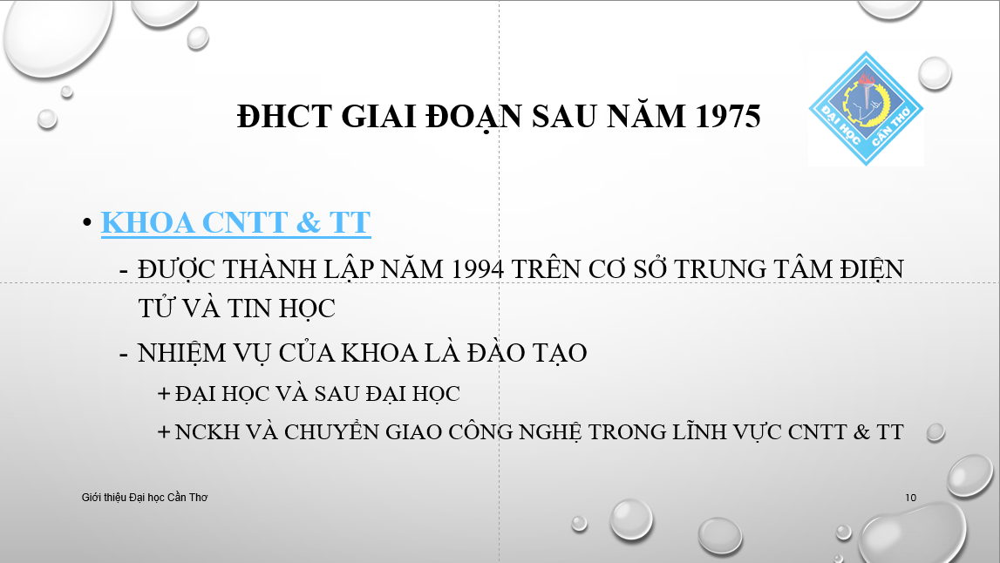 ĐHCT GIAI ĐOẠN SAU NĂM 1975
ĐẠI HỌC CẦN THƠ
• KHOA CNTT & TT
- ĐƯỢC THÀNH LẬP NĂM 1994 TRÊN CƠ SỞ TRUNG TÂM ĐIỆN
TỬ VÀ TIN HỌC
- NHIỆM VỤ CỦA KHOA LÀ ĐÀO TẠO
+ ĐẠI HỌC VÀ SAU ĐẠI HỌC
+ NCKH VÀ CHUYỂN GIAO CÔNG NGHỆ TRONG LĨNH VỰC CNTT & TT
Giới thiệu Đại học Cần Thơ
10